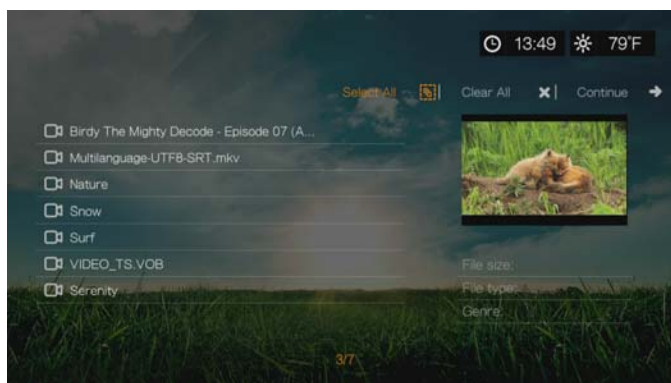 13:49 79°F
Select All Clear All Continue
Birdy The Mighty Decode - Episode 07 (A...
Multilanguage-UTF8-SRT.mkv
Nature
Snow
Surf
VIDEO_TS.VOB
Serenity
File size:
File type:
Genre:
3/7